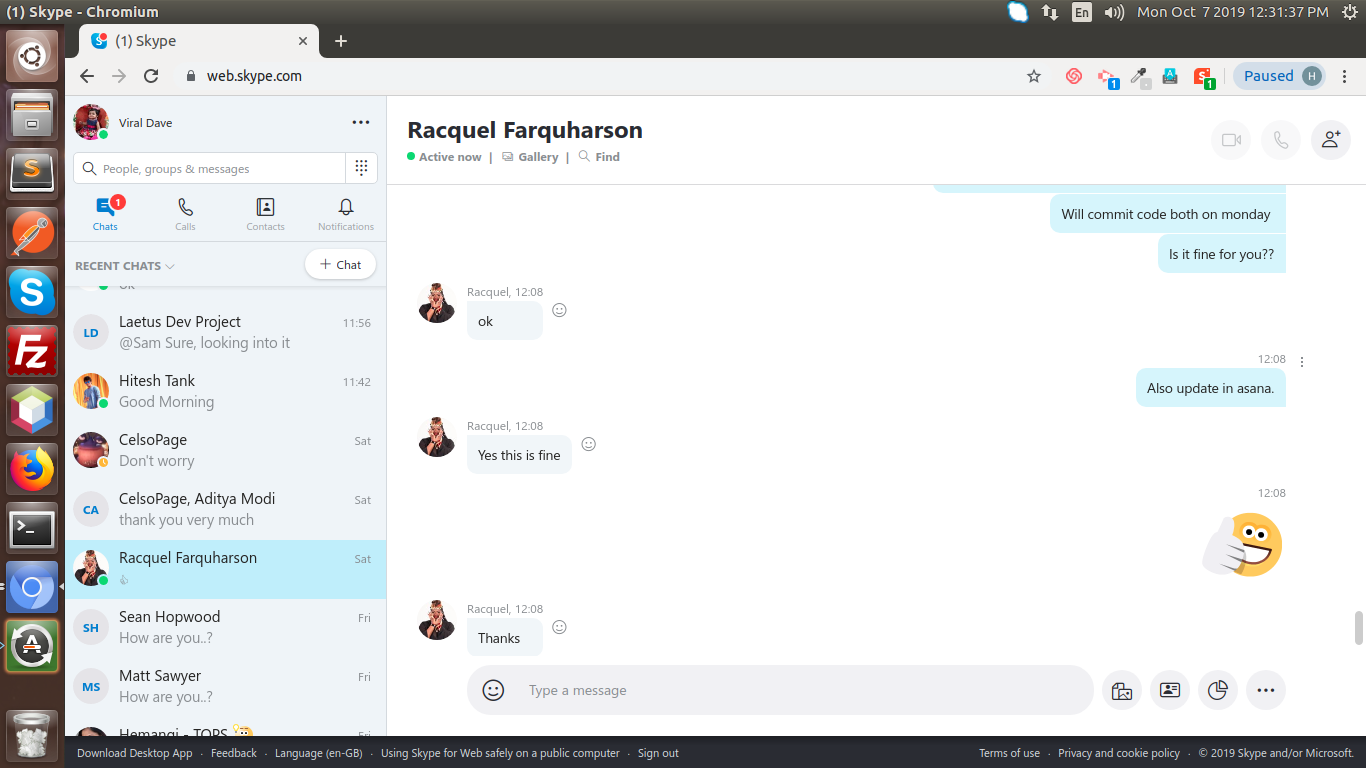 (1) Skype - Chromium
En
Mon Oct 7 2019 12:31:37 PM
(1) Skype
web.skype.com
1
1
Paused
H
Viral Dave
People, groups & messages
1
Chats
Calls
Contacts
Notifications
RECENT CHATS
+ Chat
ok
LD
Laetus Dev Project
11:56
@Sam Sure, looking into it
Hitesh Tank
11:42
Good Morning
CelsoPage
Sat
Don't worry
CA
CelsoPage, Aditya Modi
Sat
thank you very much
Racquel Farquharson
Sat
SH
Sean Hopwood
Fri
How are you..?
MS
Matt Sawyer
Fri
How are you..?
Hemangi - TOPS
Racquel Farquharson
Active now | Gallery | Find
Will commit code both on monday
Is it fine for you??
Racquel, 12:08
ok
12:08
Also update in asana.
Racquel, 12:08
Yes this is fine
12:08
Racquel, 12:08
Thanks
Type a message
Download Desktop App · Feedback · Language (en-GB) · Using Skype for Web safely on a public computer · Sign out
Terms of use · Privacy and cookie policy · © 2019 Skype and/or Microsoft.